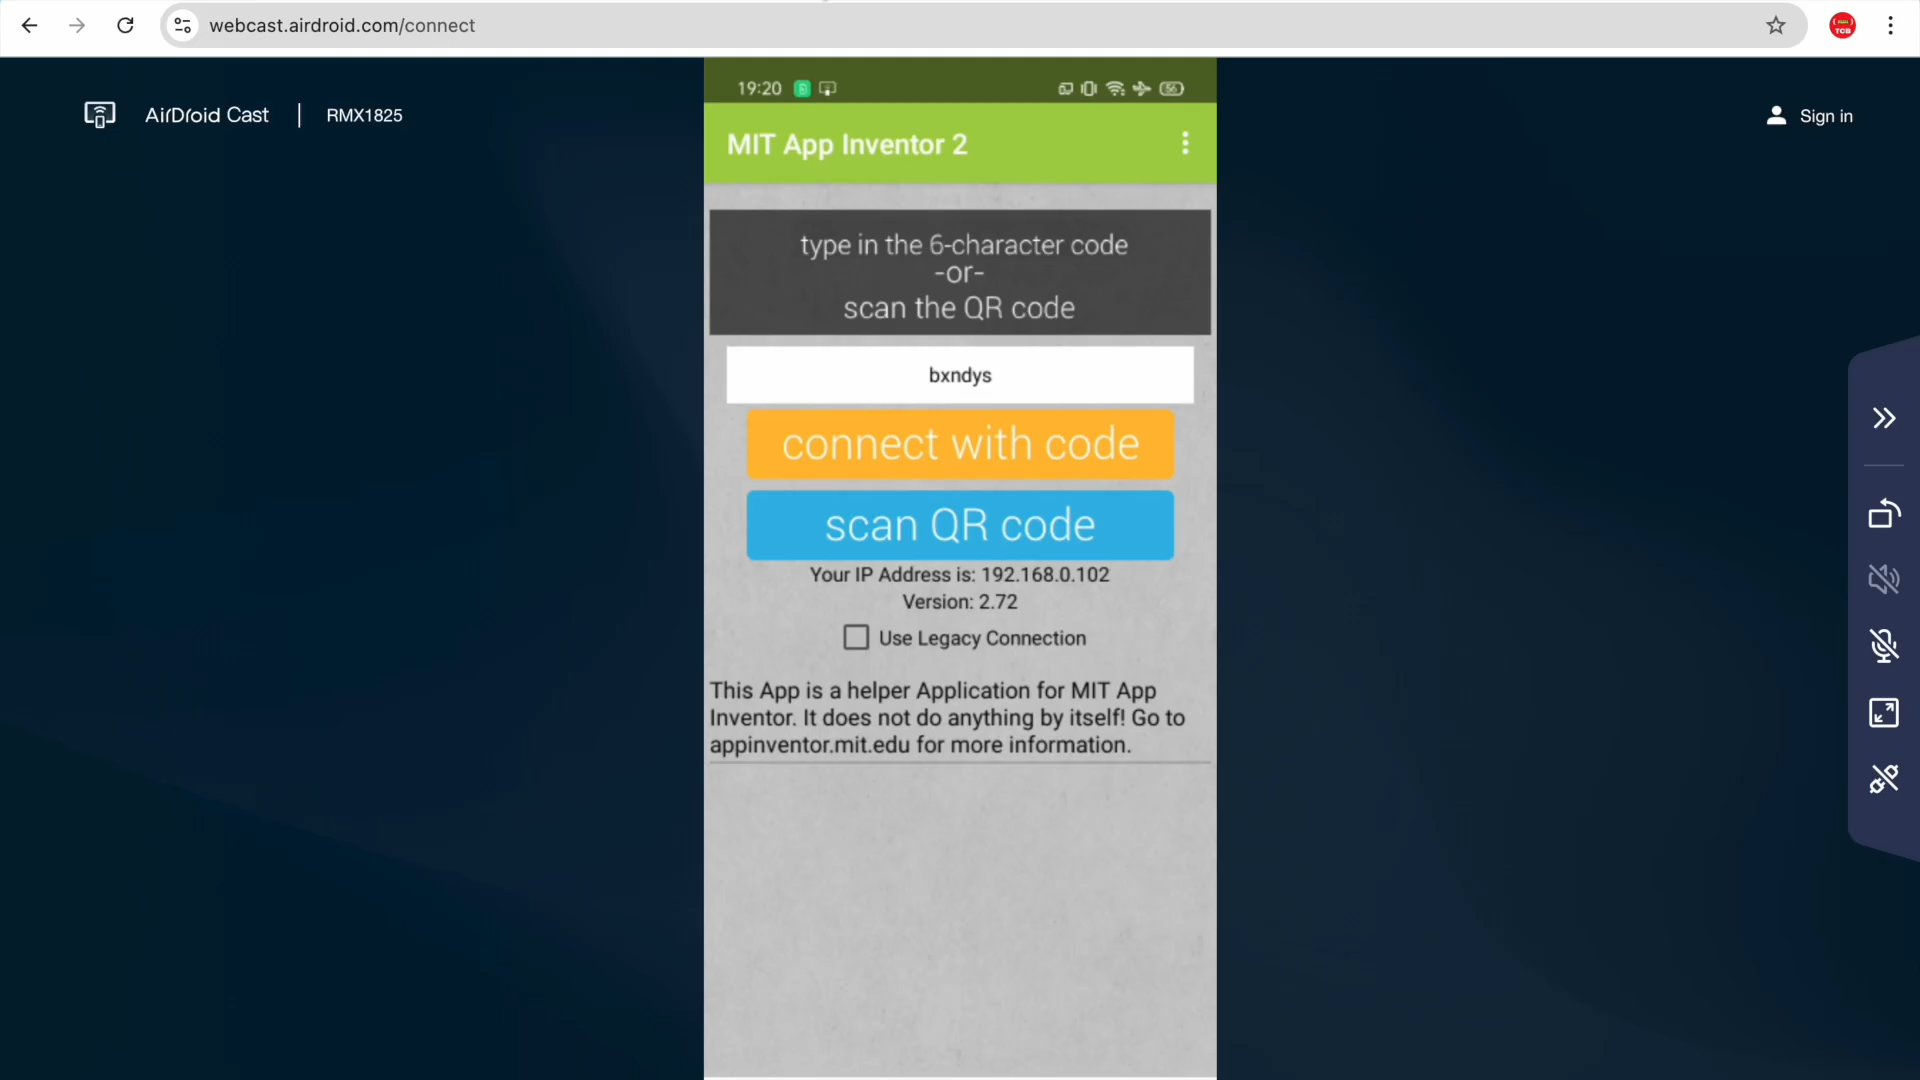 webcast.airdroid.com/connect
AirDroid Cast | RMX1825
Sign in
19:20
56
MIT App Inventor 2
type in the 6-character code
-or-
scan the QR code
bxndys
connect with code
scan QR code
Your IP Address is: 192.168.0.102
Version: 2.72
Use Legacy Connection
This App is a helper Application for MIT App
Inventor. It does not do anything by itself! Go to
appinventor.mit.edu for more information.